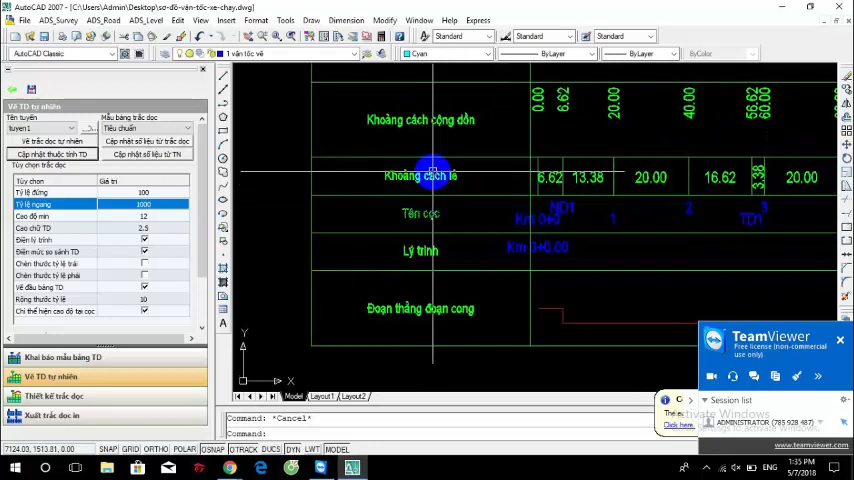 AutoCAD 2007 - [C:\Users\Admin\Desktop\so-đồ-vân-tốc-xe-chay.dwg]
File ADS_Survey ADS_Road ADS_Level Edit View Insert Format Tools Draw Dimension Modify Window Help Express
Standard Standard Standard
AutoCAD Classic 1 vân tốc vẽ Cyan ByLayer ByLayer ByColor
Vẽ TD tự nhiên
Tên tuyến Mẫu bảng trắc dọc
tuyen1 Tiêu chuẩn
Vẽ trắc dọc tự nhiên Cập nhật số liệu từ trắc dọc
Cập nhật thuộc tính TD Cập nhật số liệu từ TN
Tùy chọn trắc dọc
Tùy chọn Giá trị
Tỷ lệ đứng 100
Tỷ lệ ngang 1000
Cao độ min 12
Cao chữ TD 2.5
Điền lý trình
Điền mức so sánh TD
Chèn thước tỷ lệ trái
Chèn thước tỷ lệ phải
Vẽ đầu bảng TD
Rộng thước tỷ lệ 10
Chỉ thể hiện cao độ tại cọc
Khai báo mẫu bảng TD
Vẽ TD tự nhiên
Thiết kế trắc dọc
Xuất trắc dọc in
Khoảng cách cộng dồn 0.00 6.62 20.00 40.00 56.62 60.00
Khoảng cách lẻ 6.62 13.38 20.00 16.62 3.38 20.00
Tên cọc Km 0+0 ND1 1 2 TD1 3
Lý trình Km 0+0.00
Đoạn thẳng đoạn cong
Y
X
Model Layout1 Layout2
Command: *Cancel*
Command:
7124.03, 1513.81, 0.00 SNAP GRID ORTHO POLAR OSNAP OTRACK DUCS DYN LWT MODEL
TeamViewer
Free license (non-commercial use) only
Session list
ADMINISTRATOR (785 928 487)
www.teamviewer.com
Click here
Activate Windows
ENG
1:35 PM
5/7/2018